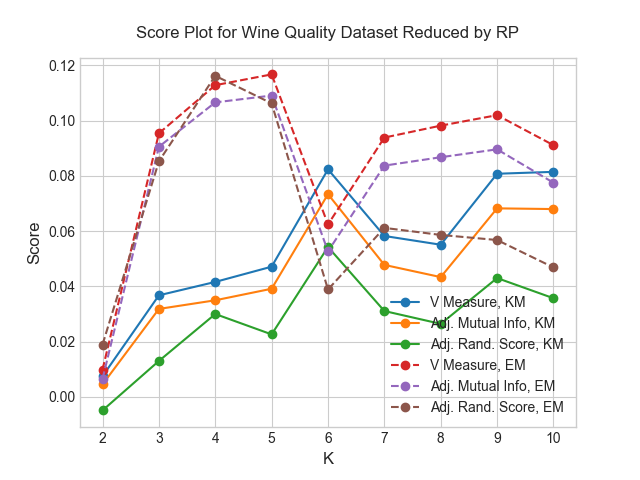 Score Plot for Wine Quality Dataset Reduced by RP
0.12
0.10
0.08
0.06
0.04
0.02
0.00
Score
V Measure, KM
Adj. Mutual Info, KM
Adj. Rand. Score, KM
V Measure, EM
Adj. Mutual Info, EM
Adj. Rand. Score, EM
2 3 4 5 6 7 8 9 10
K